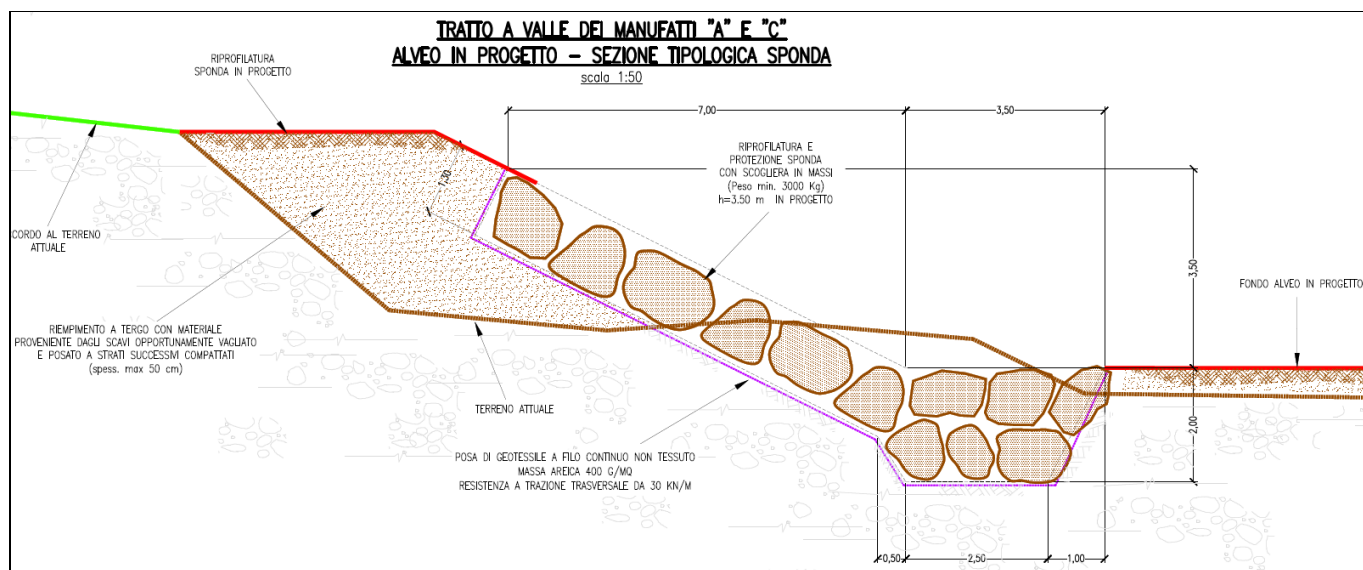 TRATTO A VALLE DEI MANUFATTI "A" E "C"
ALVEO IN PROGETTO – SEZIONE TIPOLOGICA SPONDA
scala 1:50
RIPROFILATURA
SPONDA IN PROGETTO
7,00
3,50
RIPROFILATURA E
PROTEZIONE SPONDA
CON SCOGLIERA IN MASSI
(Peso min. 3000 Kg)
h=3.50 m IN PROGETTO
1,50
3,50
CORDO AL TERRENO
ATTUALE
FONDO ALVEO IN PROGETTO
RIEMPIMENTO A TERGO CON MATERIALE
PROVENIENTE DAGLI SCAVI OPPORTUNAMENTE VAGLIATO
E POSATO A STRATI SUCCESSIVI COMPATTATI
(spess. max 50 cm)
TERRENO ATTUALE
2,00
POSA DI GEOTESSILE A FILO CONTINUO NON TESSUTO
MASSA AREICA 400 G/MQ
RESISTENZA A TRAZIONE TRASVERSALE DA 30 KN/M
0,50
2,50
1,00